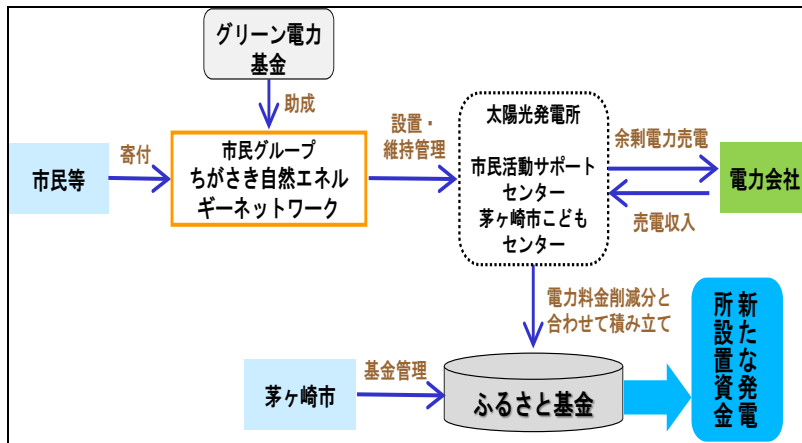 グリーン電力
基金
助成
市民等
寄付
市民グループ
ちがさき自然エネル
ギーネットワーク
設置・
維持管理
太陽光発電所
市民活動サポート
センター
茅ヶ崎市こども
センター
余剰電力売電
売電収入
電力会社
電力料金削減分と
合わせて積み立て
茅ヶ崎市
基金管理
ふるさと基金
新たな発電
所設置資金